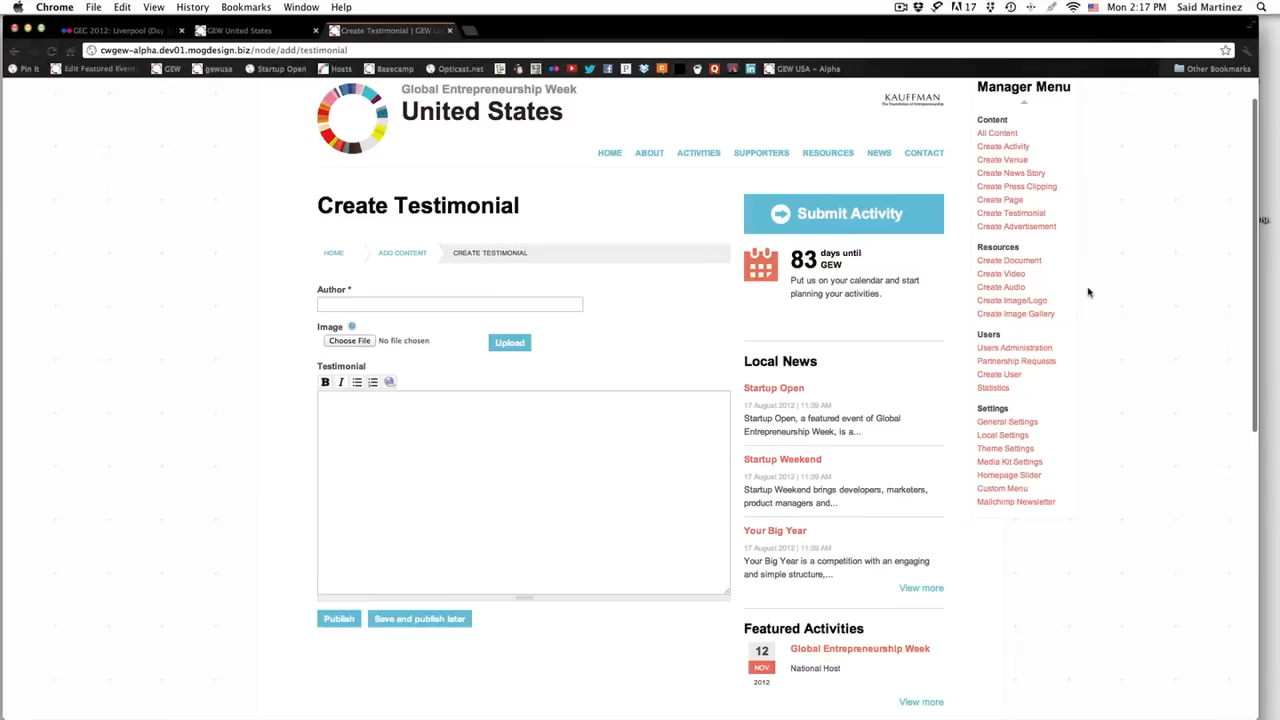 Chrome File Edit View History Bookmarks Window Help
17 Mon 2:17 PM Said Martinez
GEC 2012: Liverpool (Day
GEW United States
Create Testimonial | GEW U
cwgew-alpha.dev01.mogdesign.biz/node/add/testimonial
Pin It Edit Featured Event GEW gewusa Startup Open Hosts Basecamp Opticast.net GEW USA ~ Alpha Other Bookmarks
Global Entrepreneurship Week
United States
KAUFFMAN
The Foundation of Entrepreneurship
HOME ABOUT ACTIVITIES SUPPORTERS RESOURCES NEWS CONTACT
Create Testimonial
HOME ADD CONTENT CREATE TESTIMONIAL
Author *
Image
Choose File No file chosen
Upload
Testimonial
B I
Publish
Save and publish later
Submit Activity
83 days until
GEW
Put us on your calendar and start
planning your activities.
Local News
Startup Open
17 August 2012 | 11:39 AM
Startup Open, a featured event of Global
Entrepreneurship Week, is a...
Startup Weekend
17 August 2012 | 11:39 AM
Startup Weekend brings developers, marketers,
product managers and...
Your Big Year
17 August 2012 | 11:39 AM
Your Big Year is a competition with an engaging
and simple structure,...
View more
Featured Activities
12
NOV
2012
Global Entrepreneurship Week
National Host
View more
Manager Menu
Content
All Content
Create Activity
Create Venue
Create News Story
Create Press Clipping
Create Page
Create Testimonial
Create Advertisement
Resources
Create Document
Create Video
Create Audio
Create Image/Logo
Create Image Gallery
Users
Users Administration
Partnership Requests
Create User
Statistics
Settings
General Settings
Local Settings
Theme Settings
Media Kit Settings
Homepage Slider
Custom Menu
Mailchimp Newsletter